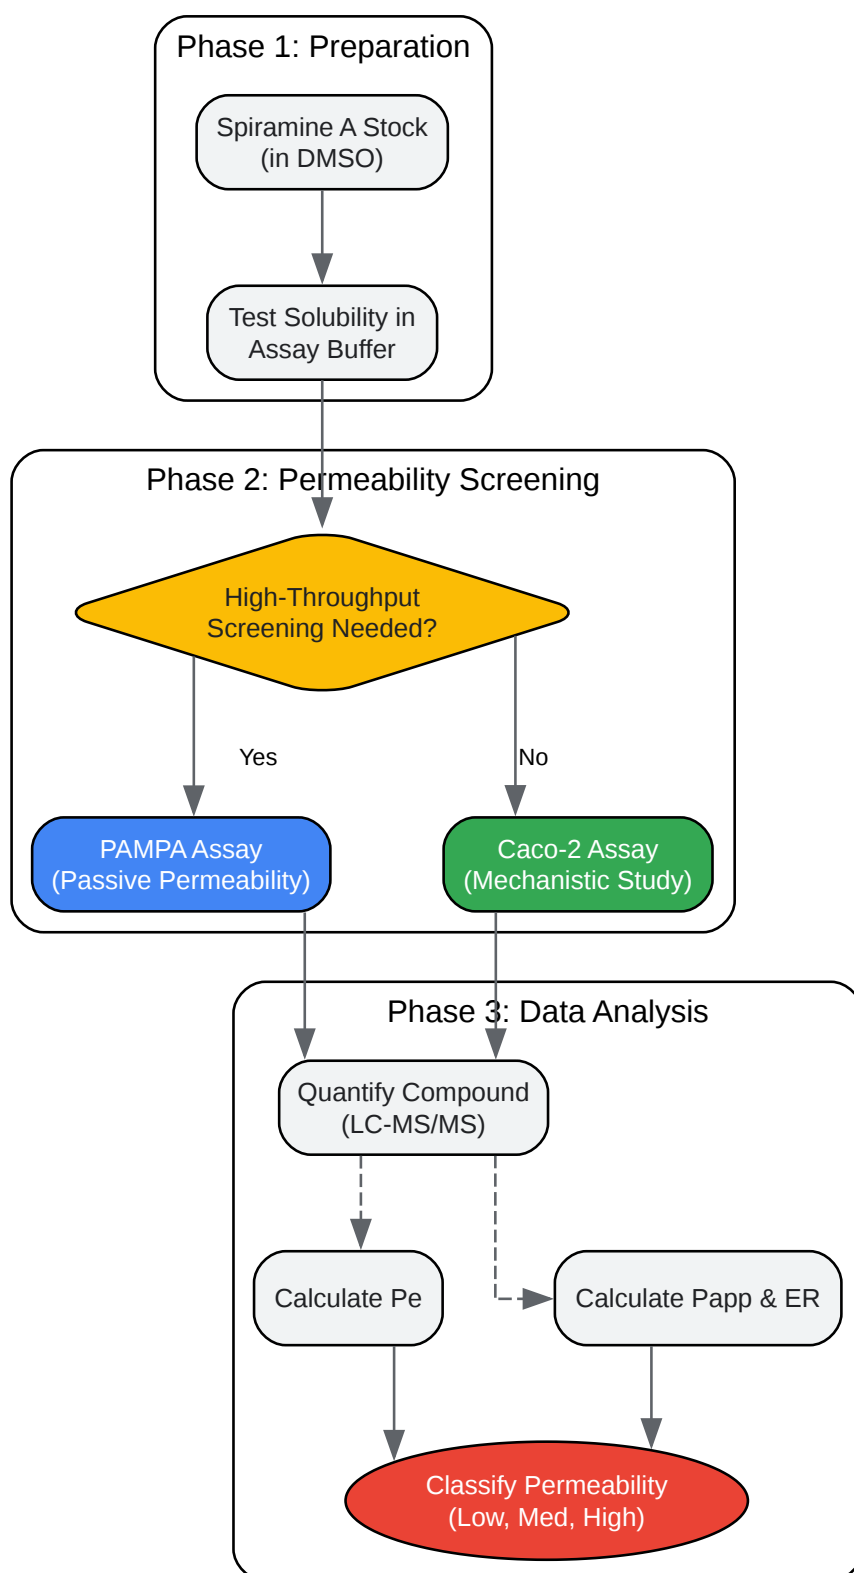 Phase 1: Preparation
Spiramine A Stock
(in DMSO)
Test Solubility in
Assay Buffer
Phase 2: Permeability Screening
High-Throughput
Screening Needed?
Yes
No
PAMPA Assay
(Passive Permeability)
Caco-2 Assay
(Mechanistic Study)
Phase 3: Data Analysis
Quantify Compound
(LC-MS/MS)
Calculate Pe
Calculate Papp & ER
Classify Permeability
(Low, Med, High)